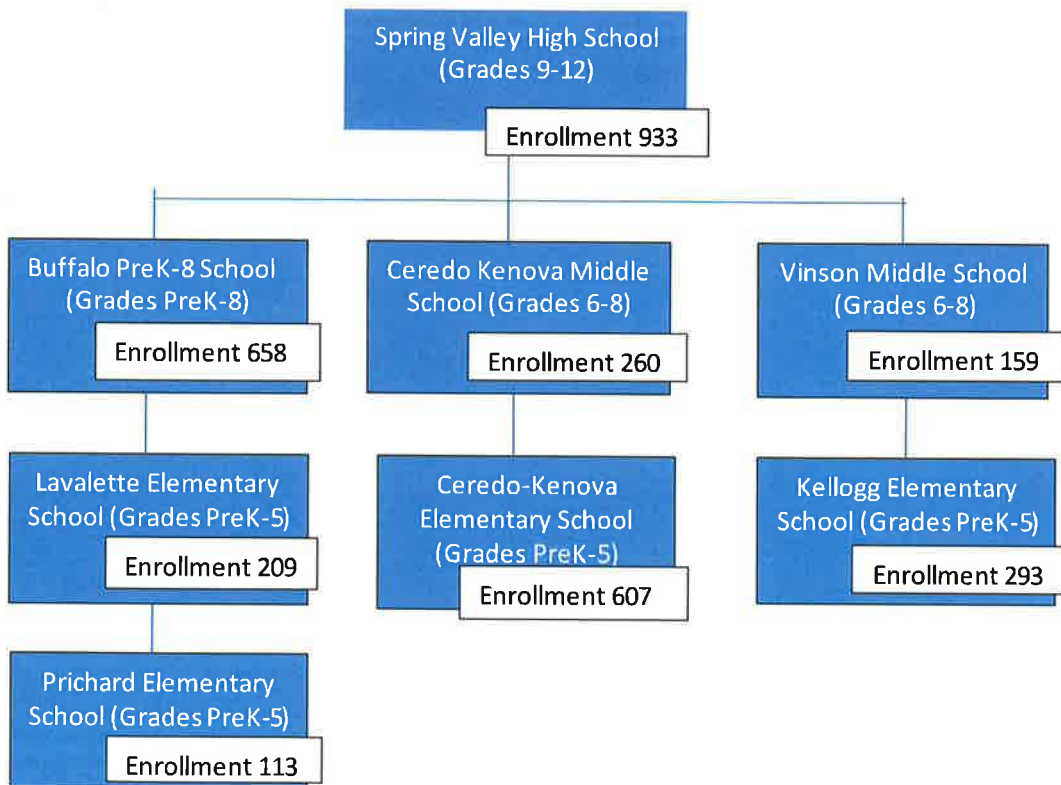 Spring Valley High School
(Grades 9-12)
Enrollment 933
Buffalo PreK-8 School
(Grades PreK-8)
Enrollment 658
Ceredo Kenova Middle
School (Grades 6-8)
Enrollment 260
Vinson Middle School
(Grades 6-8)
Enrollment 159
Lavalette Elementary
School (Grades PreK-5)
Enrollment 209
Ceredo-Kenova
Elementary School
(Grades PreK-5)
Enrollment 607
Kellogg Elementary
School (Grades PreK-5)
Enrollment 293
Prichard Elementary
School (Grades PreK-5)
Enrollment 113